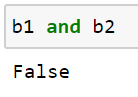 b1 and b2
False